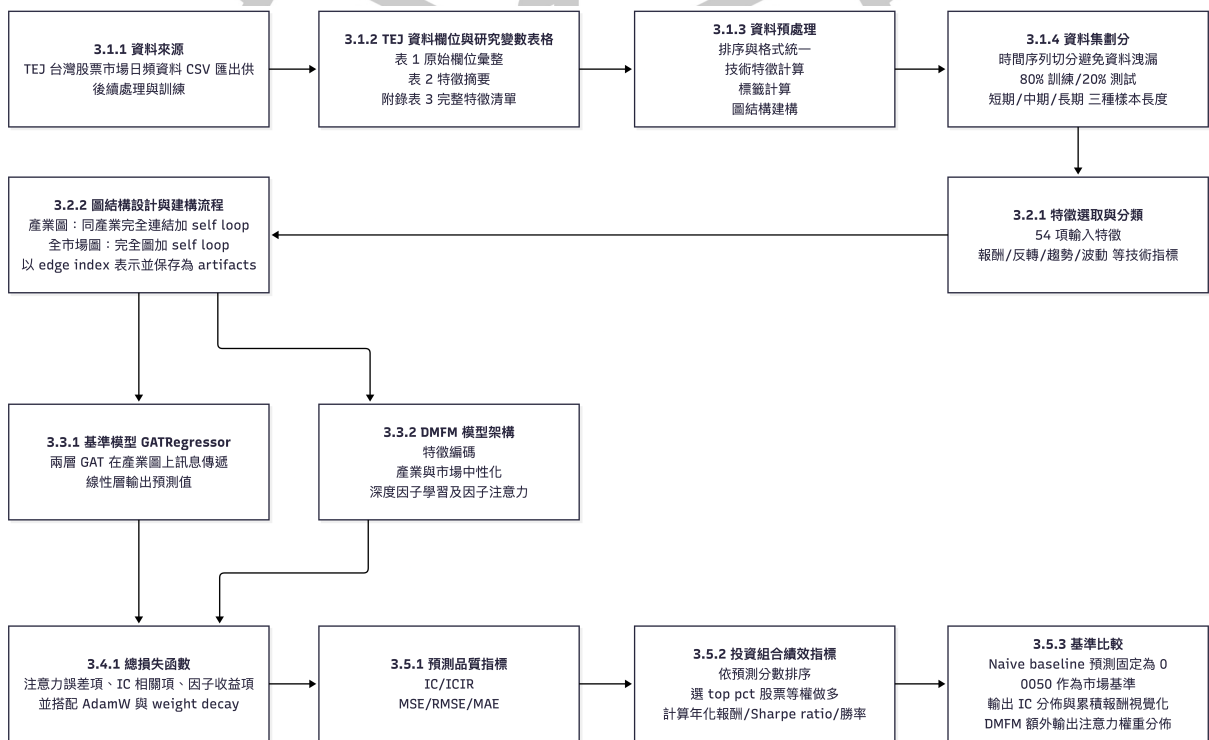 3.1.1 資料來源
TEJ 台灣股票市場日頻資料 CSV 匯出供
後續處理與訓練
3.1.2 TEJ 資料欄位與研究變數表格
表 1 原始欄位彙整
表 2 特徵摘要
附錄表 3 完整特徵清單
3.1.3 資料預處理
排序與格式統一
技術特徵計算
標籤計算
圖結構建構
3.1.4 資料集劃分
時間序列切分避免資料洩漏
80% 訓練/20% 測試
短期/中期/長期 三種樣本長度
3.2.1 特徵選取與分類
54 項輸入特徵
報酬/反轉/趨勢/波動 等技術指標
3.2.2 圖結構設計與建構流程
產業圖：同產業完全連結加 self loop
全市場圖：完全圖加 self loop
以 edge index 表示並保存為 artifacts
3.3.1 基準模型 GATRegressor
兩層 GAT 在產業圖上訊息傳遞
線性層輸出預測值
3.3.2 DMFM 模型架構
特徵編碼
產業與市場中性化
深度因子學習及因子注意力
3.4.1 總損失函數
注意力誤差項、IC 相關項、因子收益項
並搭配 AdamW 與 weight decay
3.5.1 預測品質指標
IC/ICIR
MSE/RMSE/MAE
3.5.2 投資組合績效指標
依預測分數排序
選 top pct 股票等權做多
計算年化報酬/Sharpe ratio/勝率
3.5.3 基準比較
Naive baseline 預測固定為 0
0050 作為市場基準
輸出 IC 分佈與累積報酬視覺化
DMFM 額外輸出注意力權重分佈